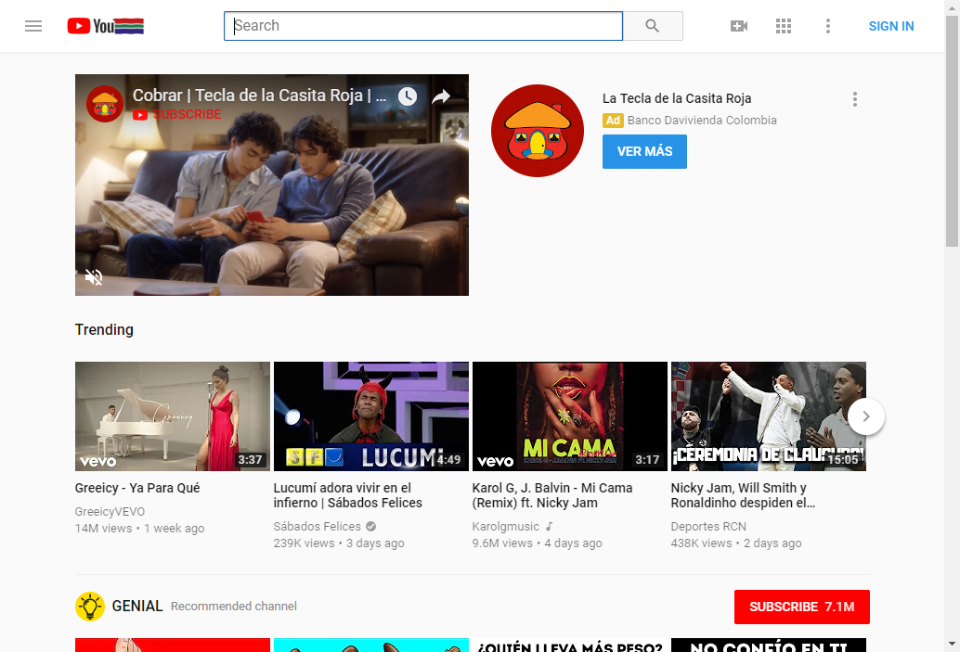 You
Search
SIGN IN
Cobrar | Tecla de la Casita Roja | ...
SUBSCRIBE
La Tecla de la Casita Roja
Ad Banco Davivienda Colombia
VER MÁS
Trending
Greeicy
vevo
3:37
SFD LUCUMÍ
4:49
MI CAMA
vevo
3:17
¡CEREMONIA DE CLAUSURA!
15:05
Greeicy - Ya Para Qué
GreeicyVEVO
14M views • 1 week ago
Lucumí adora vivir en el
infierno | Sábados Felices
Sábados Felices
239K views • 3 days ago
Karol G, J. Balvin - Mi Cama
(Remix) ft. Nicky Jam
Karolgmusic
9.6M views • 4 days ago
Nicky Jam, Will Smith y
Ronaldinho despiden el...
Deportes RCN
438K views • 2 days ago
GENIAL Recommended channel
SUBSCRIBE 7.1M
¿QUIÉN LLEVA MÁS PESO?
NO CONFÍO EN TI